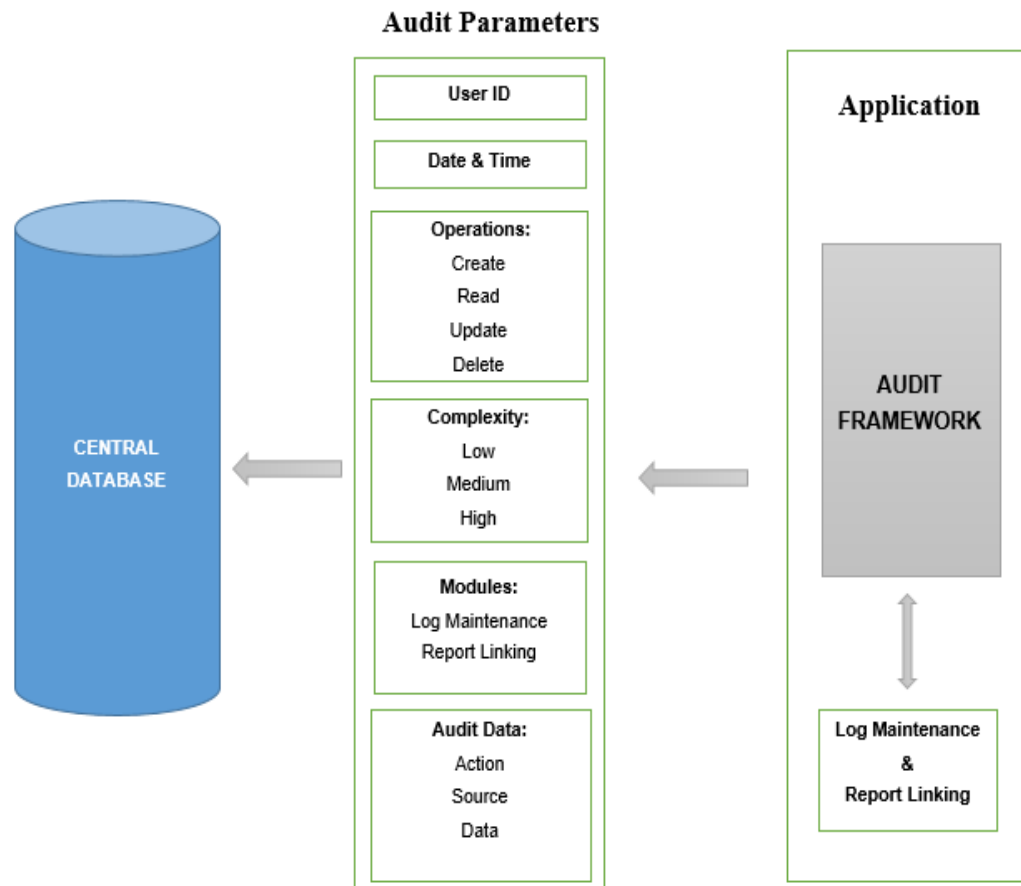 Audit Parameters
User ID
Date & Time
Operations:
Create
Read
Update
Delete
Complexity:
Low
Medium
High
Modules:
Log Maintenance
Report Linking
Audit Data:
Action
Source
Data
CENTRAL
DATABASE
Application
AUDIT
FRAMEWORK
Log Maintenance
&
Report Linking